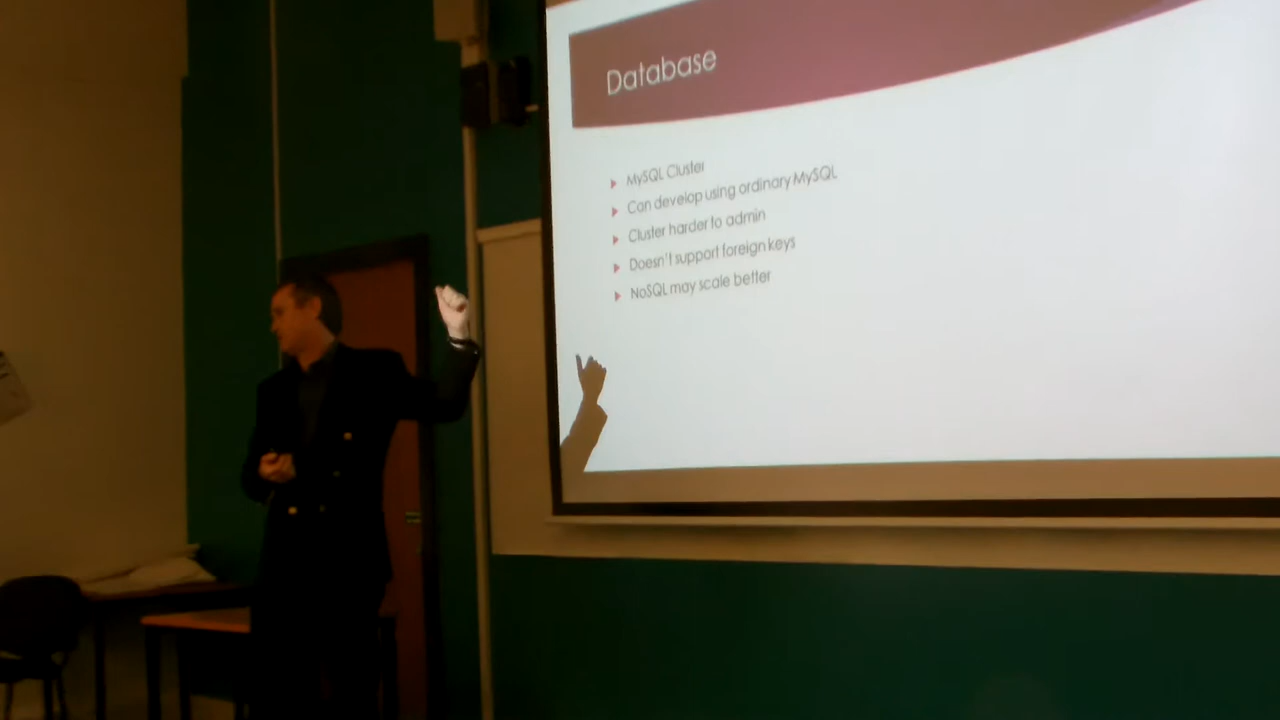 Database
MySQL Cluster
Can develop using ordinary MySQL
Cluster harder to admin
Doesn't support foreign keys
NoSQL may scale better